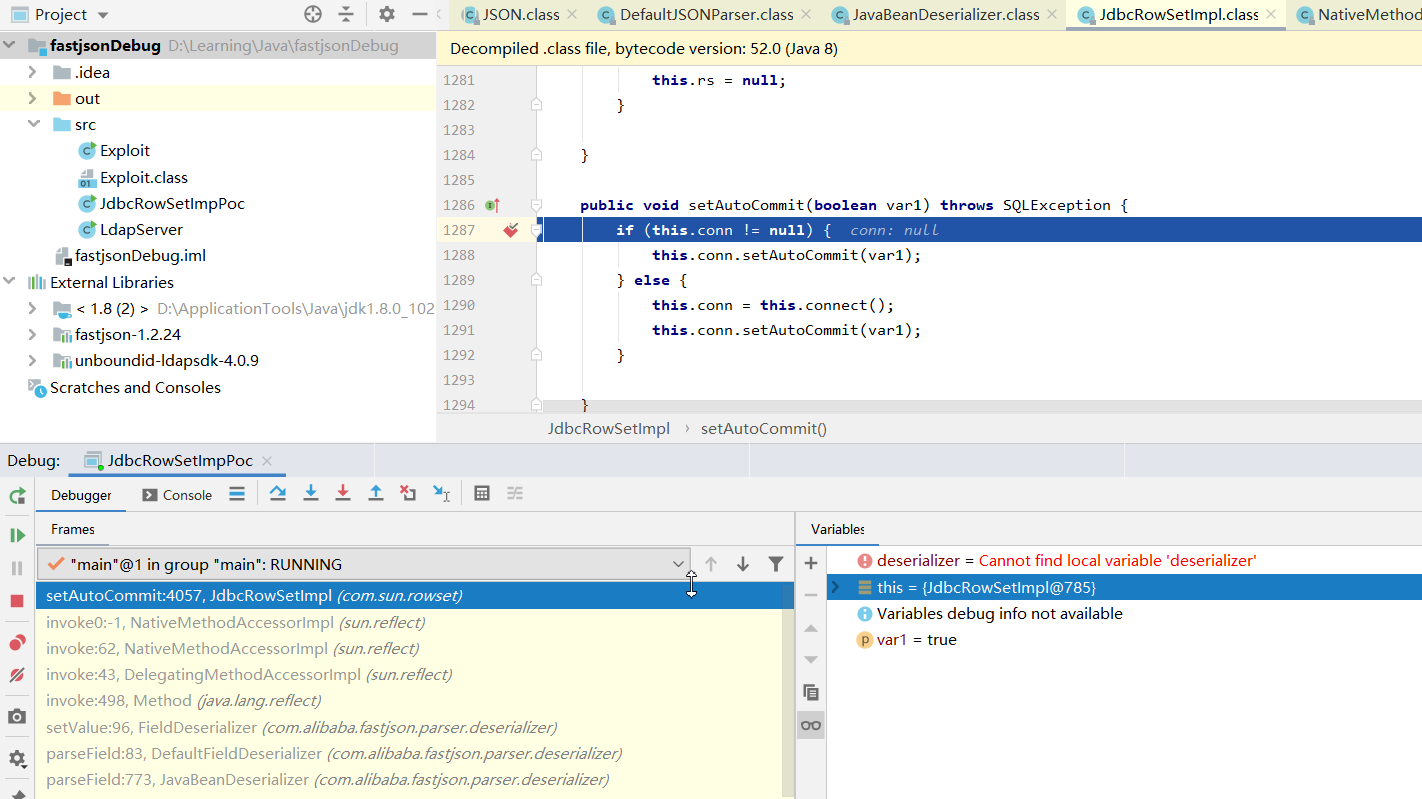 Project
JSON.class
DefaultJSONParser.class
JavaBeanDeserializer.class
JdbcRowSetImpl.class
NativeMethod
fastjsonDebug D:\Learning\Java\fastjsonDebug
.idea
out
src
Exploit
Exploit.class
JdbcRowSetImpPoc
LdapServer
fastjsonDebug.iml
External Libraries
< 1.8 (2) > D:\ApplicationTools\Java\jdk1.8.0_102
fastjson-1.2.24
unboundid-ldapsdk-4.0.9
Scratches and Consoles
Decompiled .class file, bytecode version: 52.0 (Java 8)
1281 this.rs = null;
1282 }
1283
1284 }
1285
1286 public void setAutoCommit(boolean var1) throws SQLException {
1287 if (this.conn != null) { conn: null
1288 this.conn.setAutoCommit(var1);
1289 } else {
1290 this.conn = this.connect();
1291 this.conn.setAutoCommit(var1);
1292 }
1293
1294 }
JdbcRowSetImpl › setAutoCommit()
Debug: JdbcRowSetImpPoc
Debugger Console
Frames
"main"@1 in group "main": RUNNING
setAutoCommit:4057, JdbcRowSetImpl (com.sun.rowset)
invoke0:-1, NativeMethodAccessorImpl (sun.reflect)
invoke:62, NativeMethodAccessorImpl (sun.reflect)
invoke:43, DelegatingMethodAccessorImpl (sun.reflect)
invoke:498, Method (java.lang.reflect)
setValue:96, FieldDeserializer (com.alibaba.fastjson.parser.deserializer)
parseField:83, DefaultFieldDeserializer (com.alibaba.fastjson.parser.deserializer)
parseField:773, JavaBeanDeserializer (com.alibaba.fastjson.parser.deserializer)
Variables
deserializer = Cannot find local variable 'deserializer'
this = {JdbcRowSetImpl@785}
Variables debug info not available
var1 = true